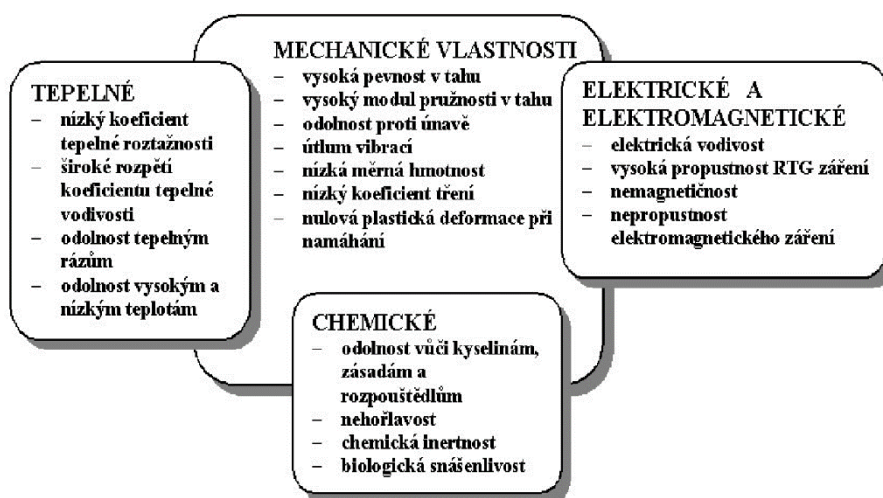 MECHANICKÉ VLASTNOSTI
– vysoká pevnost v tahu
– vysoký modul pružnosti v tahu
– odolnost proti únavě
– útlum vibrací
– nízká měrná hmotnost
– nízký koeficient tření
– nulová plastická deformace při
namáhání
TEPELNÉ
– nízký koeficient
tepelné roztažnosti
– široké rozpětí
koeficientu tepelné
vodivosti
– odolnost tepelným
rázům
– odolnost vysokým a
nízkým teplotám
ELEKTRICKÉ A
ELEKTROMAGNETICKÉ
– elektrická vodivost
– vysoká propustnost RTG záření
– nemagnetičnost
– nepropustnost
elektromagnetického záření
CHEMICKÉ
– odolnost vůči kyselinám,
zásadám a
rozpouštědlům
– nehořlavost
– chemická inertnost
– biologická snášenlivost